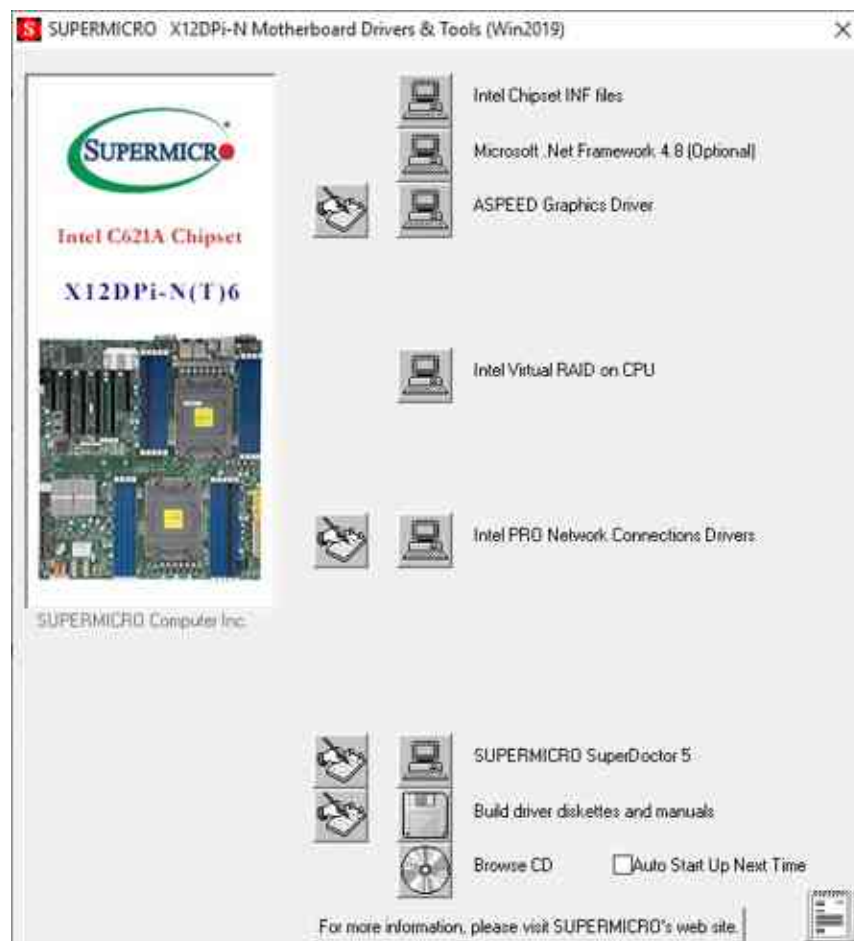 SUPERMICRO X12DPi-N Motherboard Drivers & Tools (Win2019)
SUPERMICRO
Intel C621A Chipset
X12DPi-N(T)6
SUPERMICRO Computer Inc.
Intel Chipset INF files
Microsoft .Net Framework 4.8 (Optional)
ASPEED Graphics Driver
Intel Virtual RAID on CPU
Intel PRO Network Connections Drivers
SUPERMICRO SuperDoctor 5
Build driver diskettes and manuals
Browse CD
Auto Start Up Next Time
For more information, please visit SUPERMICRO's web site.